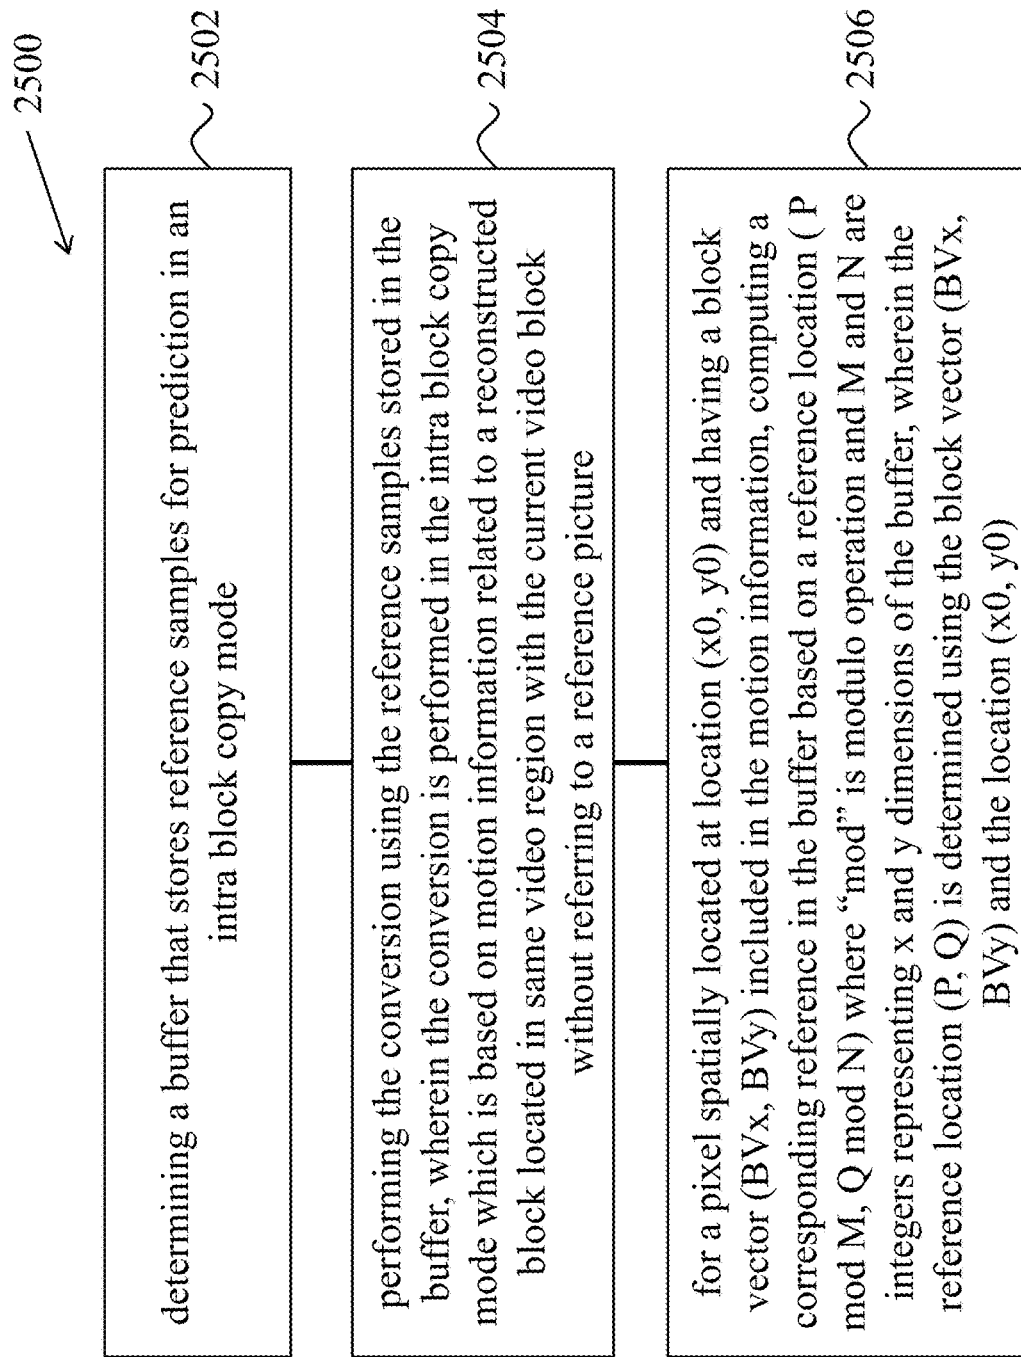 2500
2502
determining a buffer that stores reference samples for prediction in an
intra block copy mode
2504
performing the conversion using the reference samples stored in the
buffer, wherein the conversion is performed in the intra block copy
mode which is based on motion information related to a reconstructed
block located in same video region with the current video block
without referring to a reference picture
2506
for a pixel spatially located at location (x0, y0) and having a block
vector (BVx, BVy) included in the motion information, computing a
corresponding reference in the buffer based on a reference location ( P
mod M, Q mod N) where “mod” is modulo operation and M and N are
integers representing x and y dimensions of the buffer, wherein the
reference location (P, Q) is determined using the block vector (BVx,
BVy) and the location (x0, y0)